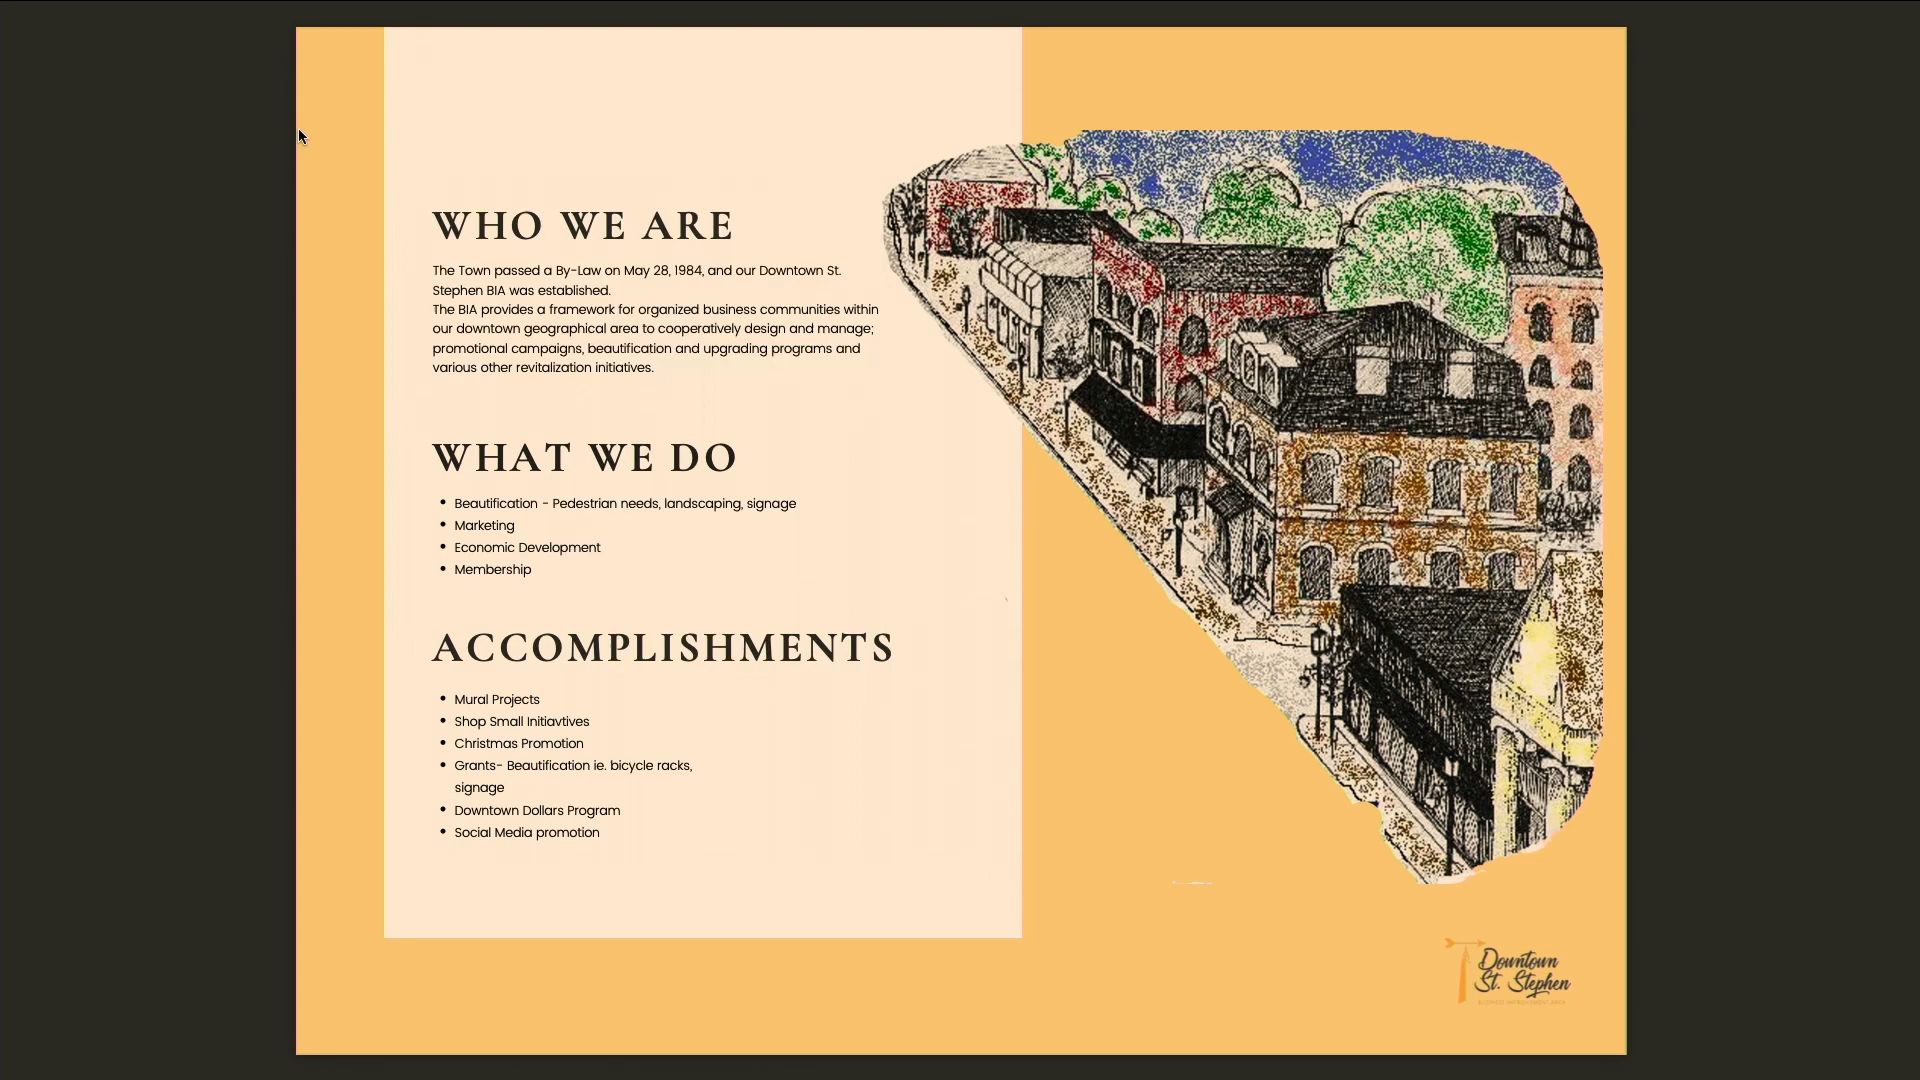 WHO WE ARE
The Town passed a By-Law on May 28, 1984, and our Downtown St.
Stephen BIA was established.
The BIA provides a framework for organized business communities within
our downtown geographical area to cooperatively design and manage;
promotional campaigns, beautification and upgrading programs and
various other revitalization initiatives.
WHAT WE DO
• Beautification - Pedestrian needs, landscaping, signage
• Marketing
• Economic Development
• Membership
ACCOMPLISHMENTS
• Mural Projects
• Shop Small Initiavtives
• Christmas Promotion
• Grants- Beautification ie. bicycle racks,
signage
• Downtown Dollars Program
• Social Media promotion
Downtown
St. Stephen
BUSINESS IMPROVEMENT AREA